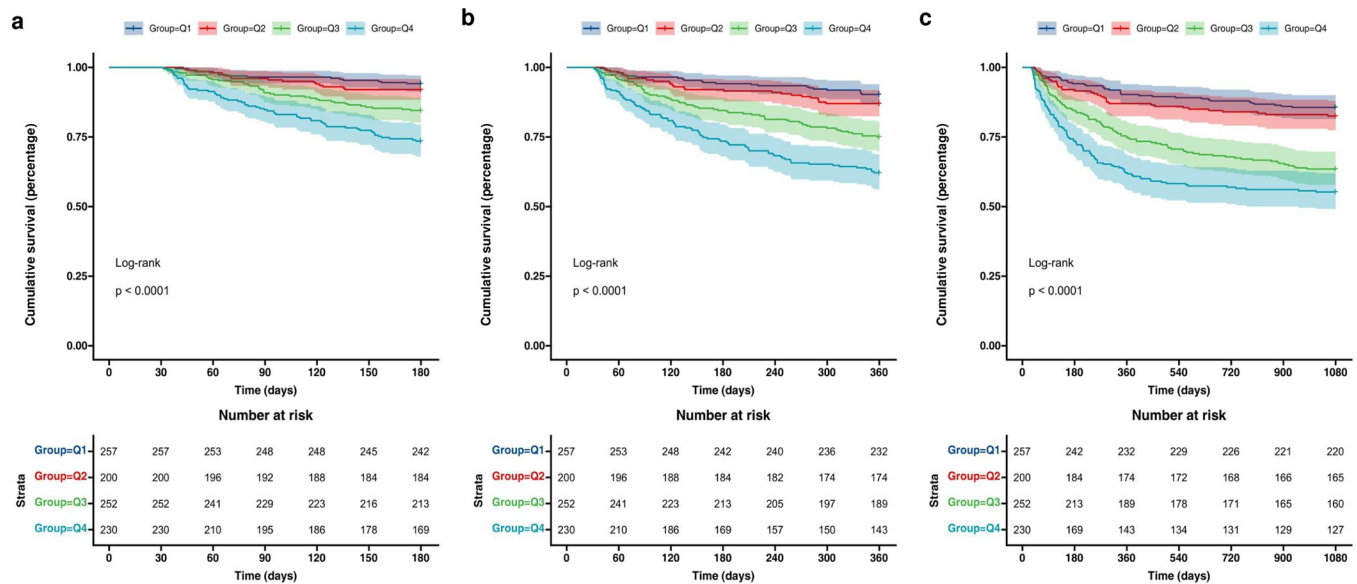 a
Group=Q1 Group=Q2 Group=Q3 Group=Q4
Cumulative survival (percentage)
1.00
0.75
0.50
0.25
0.00
Log-rank
p < 0.0001
0 30 60 90 120 150 180
Time (days)
Number at risk
Strata
Group=Q1 257 257 253 248 248 245 242
Group=Q2 200 200 196 192 188 184 184
Group=Q3 252 252 241 229 223 216 213
Group=Q4 230 230 210 195 186 178 169
0 30 60 90 120 150 180
Time (days)
b
Group=Q1 Group=Q2 Group=Q3 Group=Q4
Cumulative survival (percentage)
1.00
0.75
0.50
0.25
0.00
Log-rank
p < 0.0001
0 60 120 180 240 300 360
Time (days)
Number at risk
Strata
Group=Q1 257 253 248 242 240 236 232
Group=Q2 200 196 188 184 182 174 174
Group=Q3 252 241 223 213 205 197 189
Group=Q4 230 210 186 169 157 150 143
0 60 120 180 240 300 360
Time (days)
c
Group=Q1 Group=Q2 Group=Q3 Group=Q4
Cumulative survival (percentage)
1.00
0.75
0.50
0.25
0.00
Log-rank
p < 0.0001
0 180 360 540 720 900 1080
Time (days)
Number at risk
Strata
Group=Q1 257 242 232 229 226 221 220
Group=Q2 200 184 174 172 168 166 165
Group=Q3 252 213 189 178 171 165 160
Group=Q4 230 169 143 134 131 129 127
0 180 360 540 720 900 1080
Time (days)